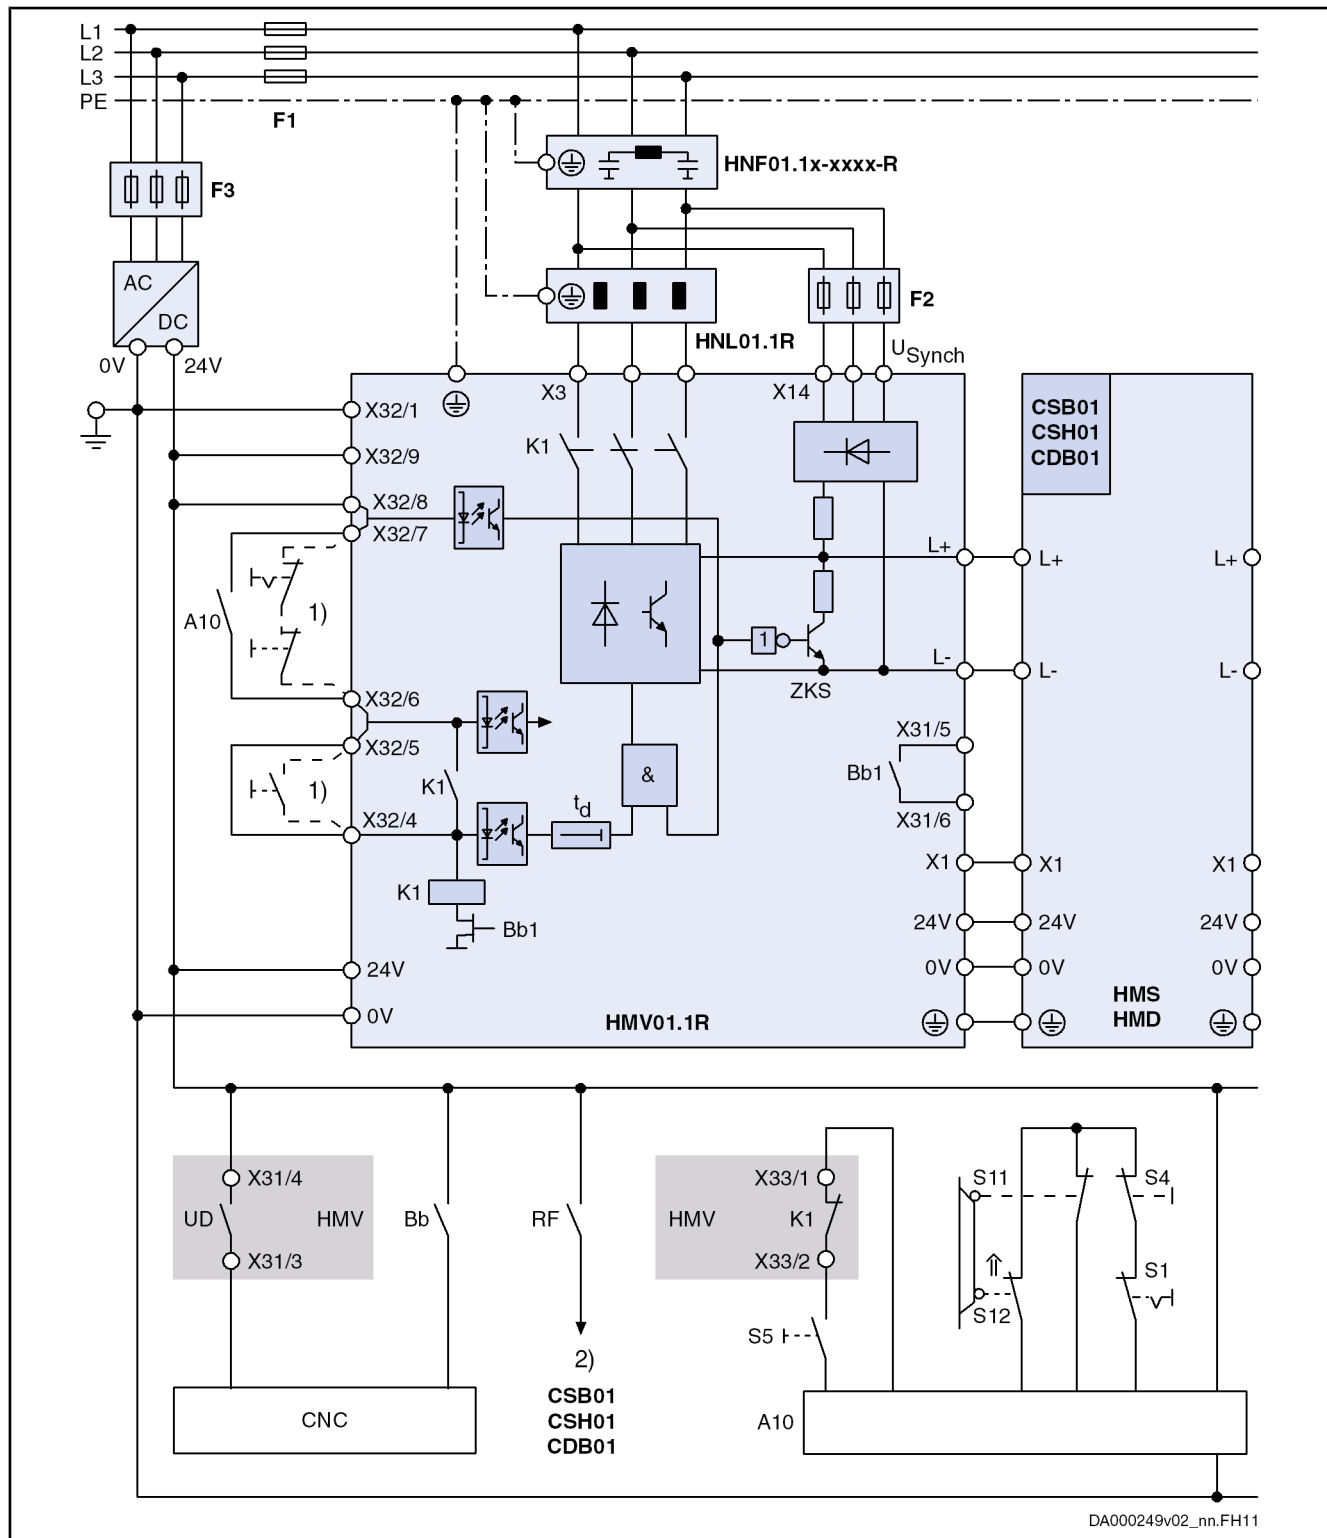 L1
L2
L3
PE
F1
HNF01.1x-xxxx-R
F3
AC
DC
F2
HNL01.1R
0V
24V
USynch
X3
X14
X32/1
CSB01
CSH01
CDB01
K1
X32/9
X32/8
X32/7
L+
L+
L+
1)
A10
1
L-
L-
L-
ZKS
X32/6
X31/5
X32/5
Bb1
&
K1
1)
td
X32/4
X31/6
X1
X1
X1
K1
Bb1
24V
24V
24V
24V
0V
0V
0V
HMS
HMD
0V
HMV01.1R
X31/4
X33/1
S11
S4
UD
HMV
Bb
RF
HMV
K1
X31/3
X33/2
S1
S12
S5
2)
CSB01
CSH01
CDB01
CNC
A10
DA000249v02_nn.FH11